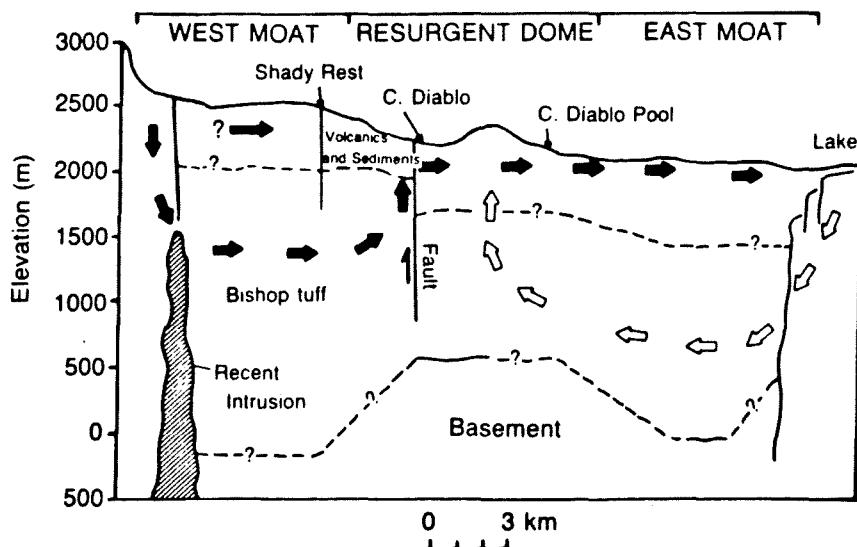 WEST MOAT RESURGENT DOME EAST MOAT
Elevation (m)
3000
2500
2000
1500
1000
500
0
500
Shady Rest
C. Diablo
C. Diablo Pool
Lake
?
Volcanics
and Sediments
?
?
?
Fault
Bishop tuff
Recent
Intrusion
?
?
?
?
Basement
0 3 km